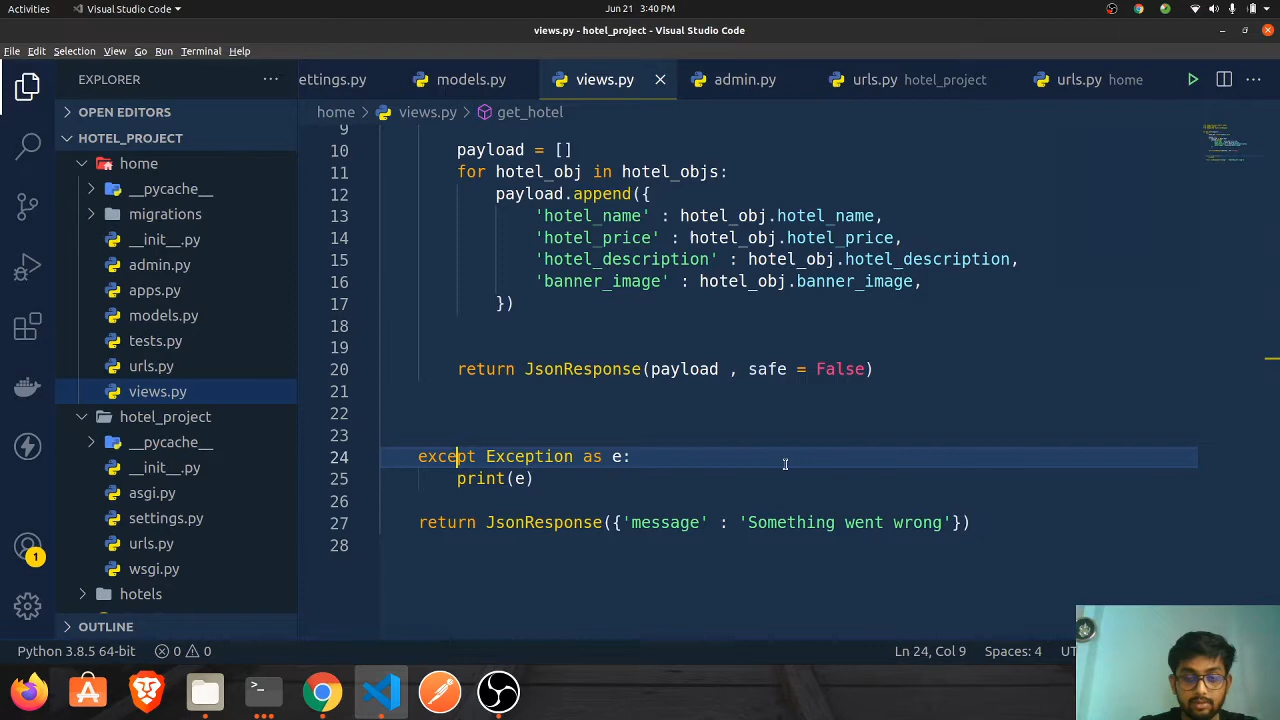 Activities
Visual Studio Code
Jun 21 3:40 PM
views.py - hotel_project - Visual Studio Code
File Edit Selection View Go Run Terminal Help
EXPLORER
ettings.py
models.py
views.py
admin.py
urls.py hotel_project
urls.py home
OPEN EDITORS
home > views.py > get_hotel
HOTEL_PROJECT
home
__pycache__
migrations
__init__.py
admin.py
apps.py
models.py
tests.py
urls.py
views.py
hotel_project
__pycache__
__init__.py
asgi.py
settings.py
urls.py
wsgi.py
hotels
OUTLINE
9
10 payload = []
11 for hotel_obj in hotel_objs:
12 payload.append({
13 'hotel_name' : hotel_obj.hotel_name,
14 'hotel_price' : hotel_obj.hotel_price,
15 'hotel_description' : hotel_obj.hotel_description,
16 'banner_image' : hotel_obj.banner_image,
17 })
18
19
20 return JsonResponse(payload , safe = False)
21
22
23
24 except Exception as e:
25 print(e)
26
27 return JsonResponse({'message' : 'Something went wrong'})
28
1
Python 3.8.5 64-bit 0 0 Ln 24, Col 9 Spaces: 4